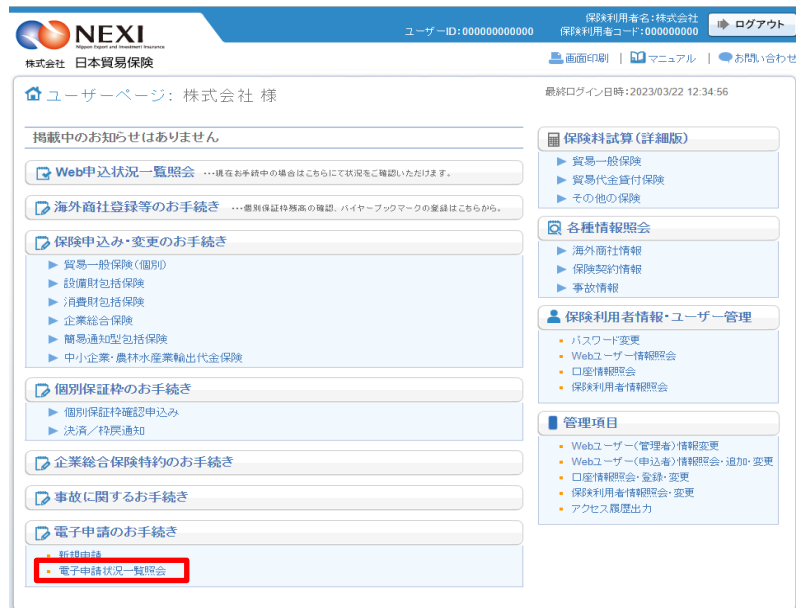 NEXI
Nippon Export and Investment Insurance
株式会社 日本貿易保険
ユーザーID:000000000000
保険利用者名:株式会社
保険利用者コード:000000000
ログアウト
画面印刷 | マニュアル | お問い合わせ
ユーザーページ: 株式会社 様
最終ログイン日時:2023/03/22 12:34:56
掲載中のお知らせはありません
Web申込状況一覧照会 …現在お手続中の場合はこちらにて状況をご確認いただけます。
海外商社登録等のお手続き …個別保証枠残高の確認、バイヤーブックマークの登録はこちらから。
保険申込み・変更のお手続き
貿易一般保険(個別)
設備財包括保険
消費財包括保険
企業総合保険
簡易通知型包括保険
中小企業・農林水産業輸出代金保険
個別保証枠のお手続き
個別保証枠確認申込み
決済/枠戻通知
企業総合保険特約のお手続き
事故に関するお手続き
電子申請のお手続き
新規申請
電子申請状況一覧照会
保険料試算(詳細版)
貿易一般保険
貿易代金貸付保険
その他の保険
各種情報照会
海外商社情報
保険契約情報
事故情報
保険利用者情報・ユーザー管理
パスワード変更
Webユーザー情報照会
口座情報照会
保険利用者情報照会
管理項目
Webユーザー(管理者)情報変更
Webユーザー(申込者)情報照会・追加・変更
口座情報照会・登録・変更
保険利用者情報照会・変更
アクセス履歴出力